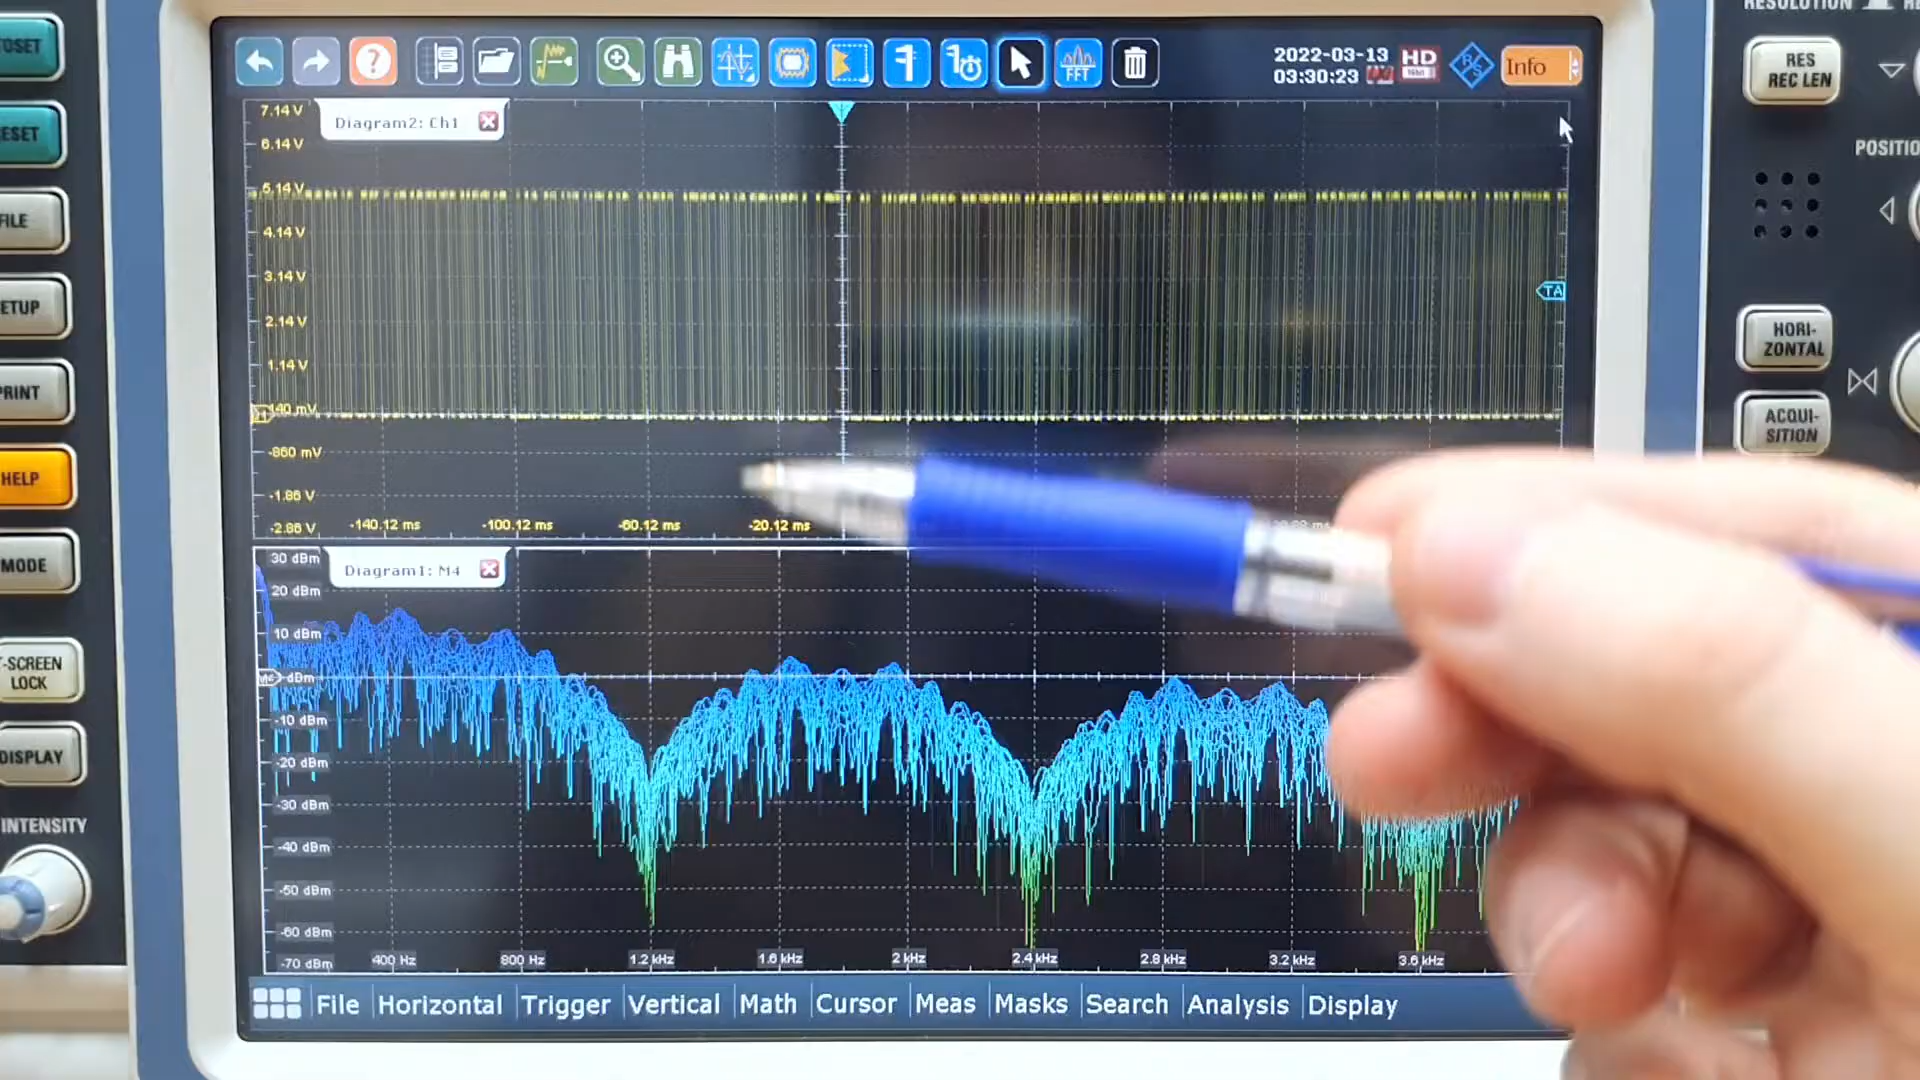 RESOLUTION
2022-03-13
03:30:23
HD
16bit
R/S
Info
FFT
RES
REC LEN
ESET
FILE
PRINT
HELP
MODE
SCREEN
LOCK
DISPLAY
INTENSITY
HORI-
ZONTAL
ACQUI-
SITION
Diagram2: Ch1
7.14 V
6.14 V
5.14 V
4.14 V
3.14 V
2.14 V
1.14 V
140 mV
-860 mV
-1.86 V
-2.86 V
TA
-140.12 ms
-100.12 ms
-60.12 ms
-20.12 ms
Diagram1: M4
30 dBm
20 dBm
10 dBm
dBm
-10 dBm
-20 dBm
-30 dBm
-40 dBm
-50 dBm
-60 dBm
-70 dBm
400 Hz
800 Hz
1.2 kHz
1.6 kHz
2 kHz
2.4 kHz
2.8 kHz
3.2 kHz
3.6 kHz
File Horizontal Trigger Vertical Math Cursor Meas Masks Search Analysis Display